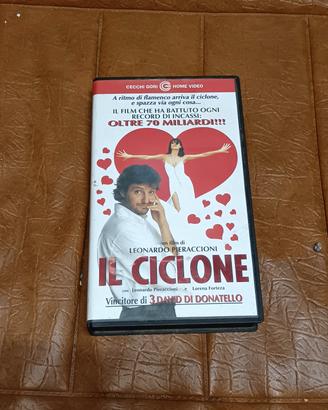 CECCHI GORI HOME VIDEO
A ritmo di flamenco arriva il ciclone,
e spazza via ogni cosa...
IL FILM CHE HA BATTUTO OGNI
RECORD DI INCASSI:
OLTRE 70 MILIARDI!!!
un film di
LEONARDO PIERACCIONI
IL CICLONE
con Leonardo Pieraccioni e Lorena Forteza
Vincitore di 3 DAVID DI DONATELLO